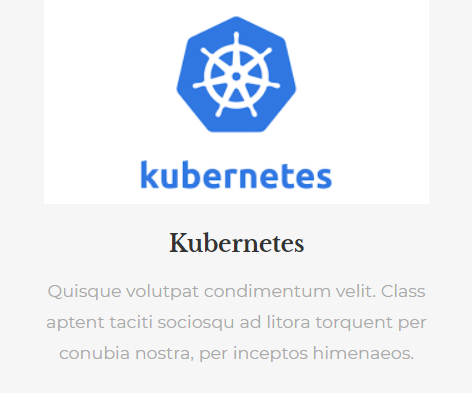 kubernetes
Kubernetes
Quisque volutpat condimentum velit. Class
aptent taciti sociosqu ad litora torquent per
conubia nostra, per inceptos himenaeos.